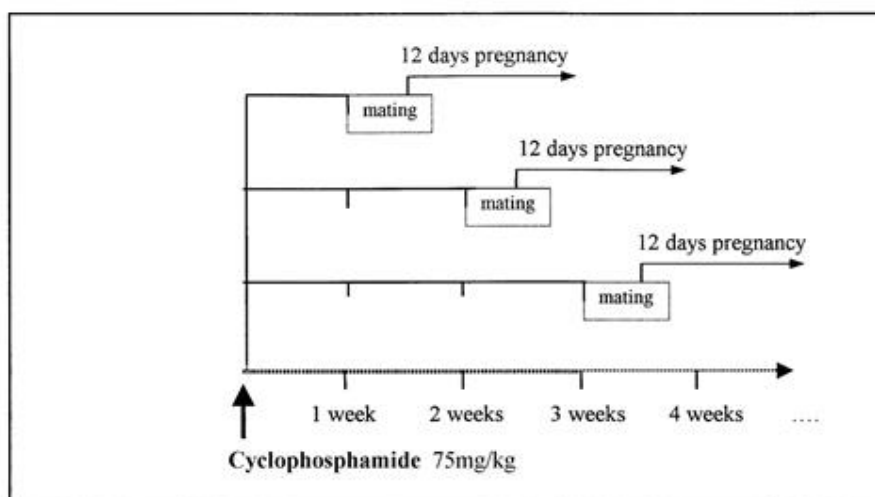 12 days pregnancy
mating
12 days pregnancy
mating
12 days pregnancy
mating
1 week 2 weeks 3 weeks 4 weeks ....
Cyclophosphamide 75mg/kg